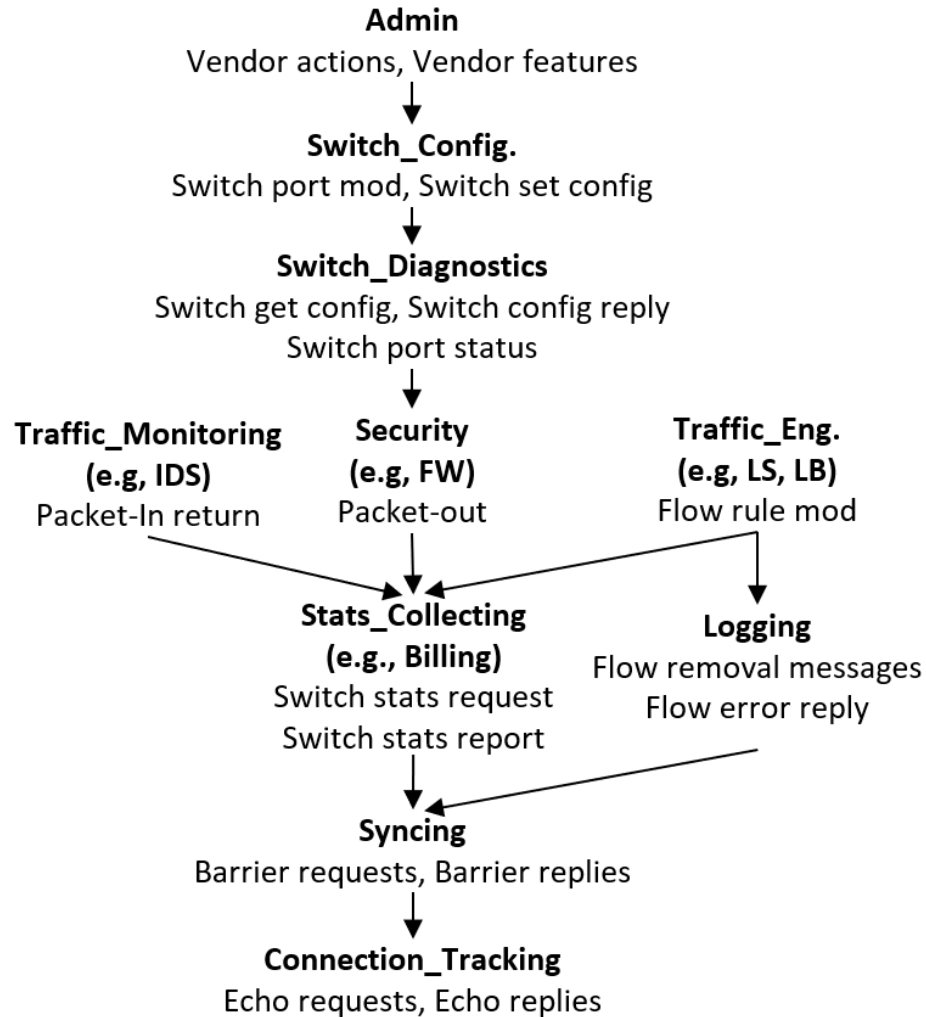 Admin
Vendor actions, Vendor features
Switch_Config.
Switch port mod, Switch set config
Switch_Diagnostics
Switch get config, Switch config reply
Switch port status
Traffic_Monitoring
(e.g, IDS)
Packet-In return
Security
(e.g, FW)
Packet-out
Traffic_Eng.
(e.g, LS, LB)
Flow rule mod
Stats_Collecting
(e.g., Billing)
Switch stats request
Switch stats report
Logging
Flow removal messages
Flow error reply
Syncing
Barrier requests, Barrier replies
Connection_Tracking
Echo requests, Echo replies